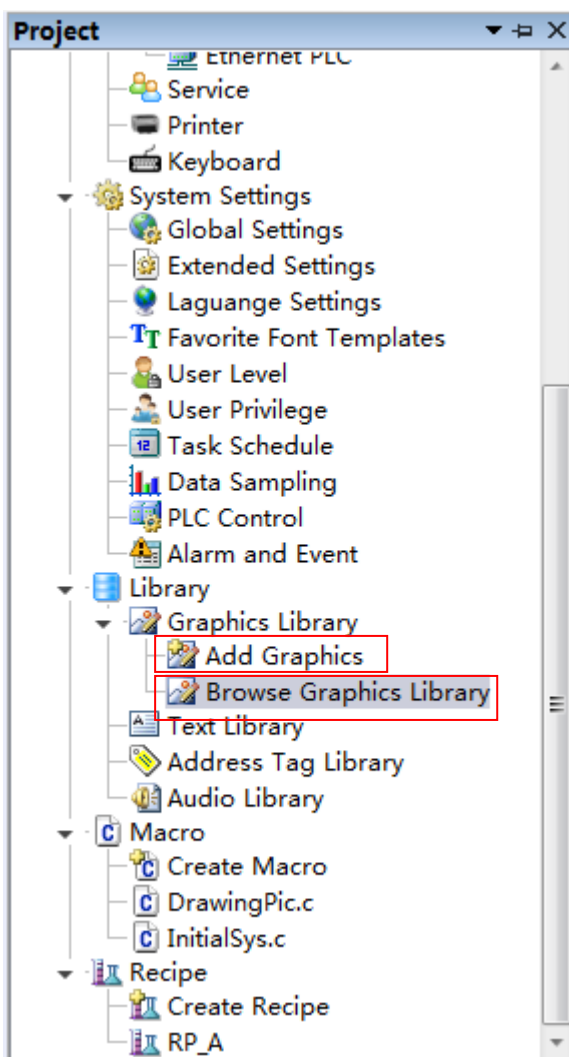 Project
Ethernet PLC
Service
Printer
Keyboard
System Settings
Global Settings
Extended Settings
Laguange Settings
TT Favorite Font Templates
User Level
User Privilege
12 Task Schedule
Data Sampling
PLC Control
Alarm and Event
Library
Graphics Library
Add Graphics
Browse Graphics Library
A Text Library
Address Tag Library
Audio Library
C Macro
C Create Macro
C DrawingPic.c
C InitialSys.c
Recipe
Create Recipe
RP_A